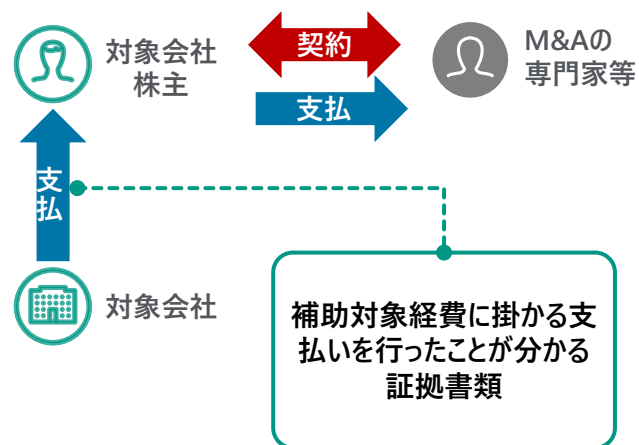 対象会社
株主
契約
支払
M&Aの
専門家等
支払
対象会社
補助対象経費に掛かる支
払いを行ったことが分かる
証拠書類